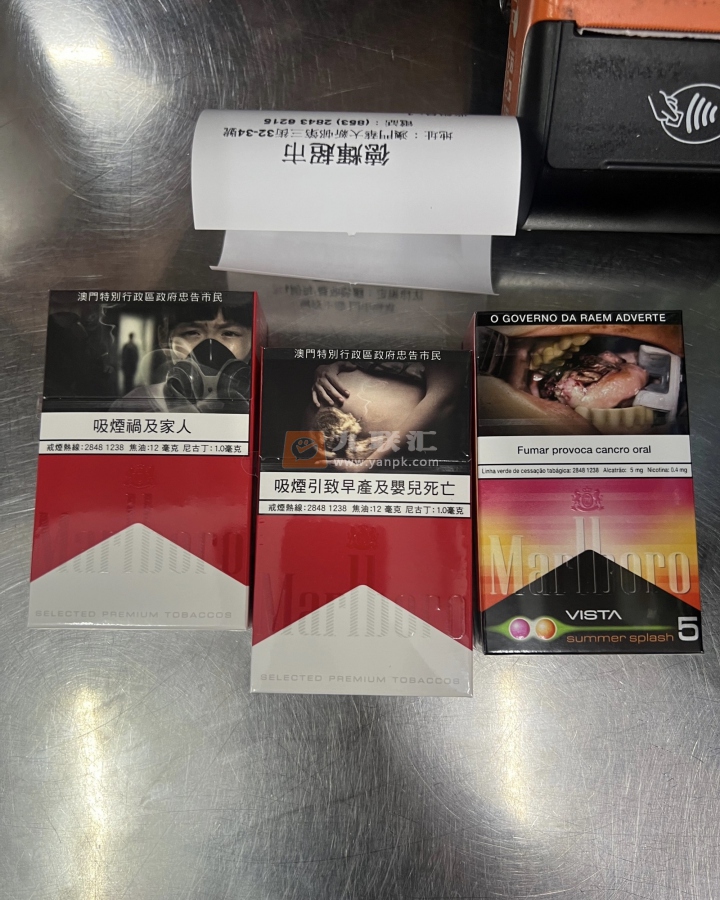 德輝超市
地址：澳門黃大新邨第三街32-34號
電話：(853) 2843 6215
澳門特別行政區政府忠告市民
吸煙禍及家人
戒煙熱線:2848 1238 焦油:12 毫克 尼古丁:1.0毫克
Marlboro
SELECTED PREMIUM TOBACCOS
澳門特別行政區政府忠告市民
九联汇
www.yanpk.com
吸煙引致早產及嬰兒死亡
戒煙熱線:2848 1238 焦油:12 毫克 尼古丁:1.0毫克
Marlboro
SELECTED PREMIUM TOBACCOS
O GOVERNO DA RAEM ADVERTE
Fumar provoca cancro oral
Linha verde de cessação tabágica: 2848 1238 Alcatrão: 5 mg Nicotina: 0.4 mg
Marlboro
VISTA
summer splash 5